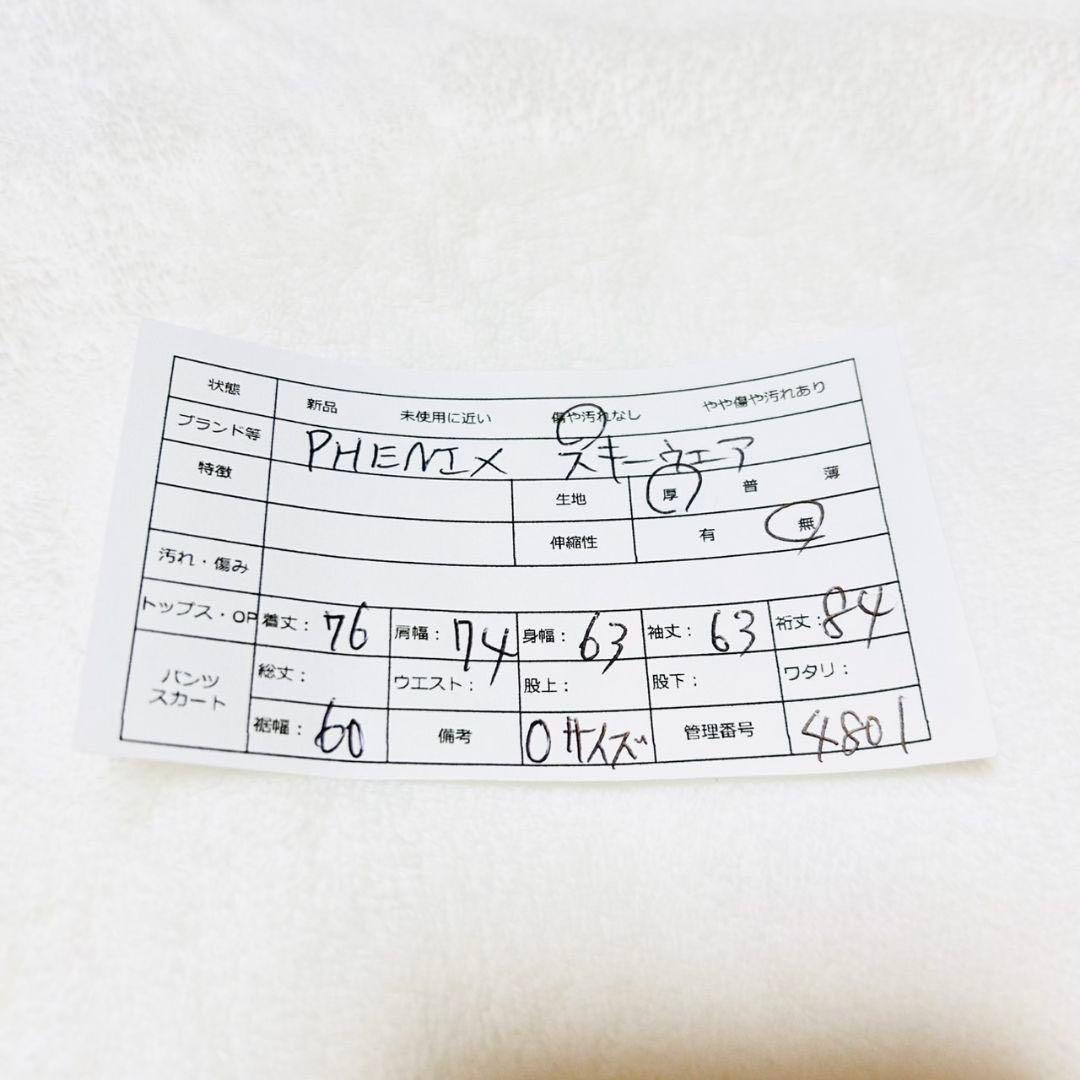 状態 新品 未使用に近い 傷や汚れなし やや傷や汚れあり
ブランド等 PHENIX スキーウェア
特徴 生地 厚 普 薄
伸縮性 有 無
汚れ・傷み
トップス・OP 着丈: 76 肩幅: 74 身幅: 63 袖丈: 63 裄丈: 84
パンツ スカート 総丈: ウエスト: 股上: 股下: ワタリ:
裾幅: 60 備考 Oサイズ 管理番号 4801